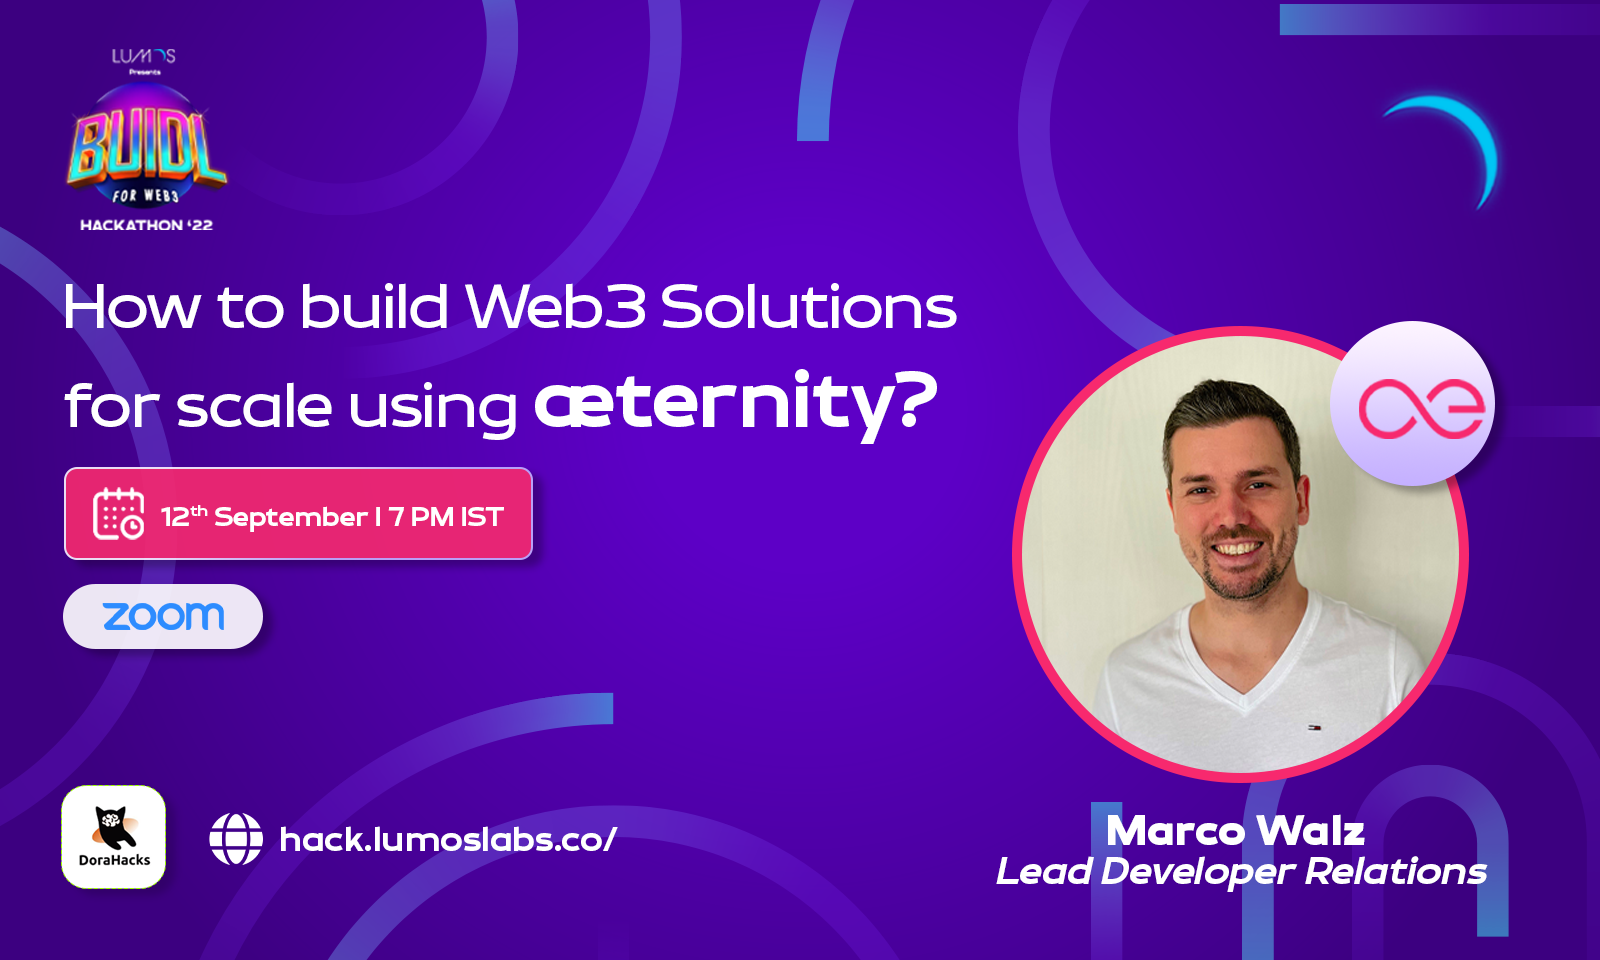 LUMOS
Presents
BUIDL
FOR WEB3
HACKATHON ‘22
How to build Web3 Solutions
for scale using æternity?
12th September | 7 PM IST
zoom
DoraHacks
hack.lumoslabs.co/
æ
Marco Walz
Lead Developer Relations